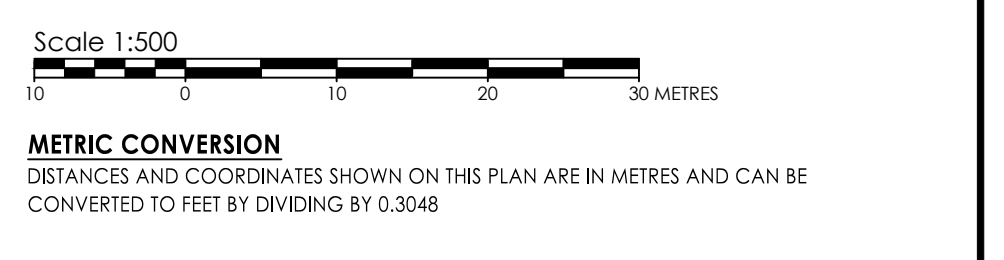 Scale 1:500
10 0 10 20 30 METRES
METRIC CONVERSION
DISTANCES AND COORDINATES SHOWN ON THIS PLAN ARE IN METRES AND CAN BE
CONVERTED TO FEET BY DIVIDING BY 0.3048